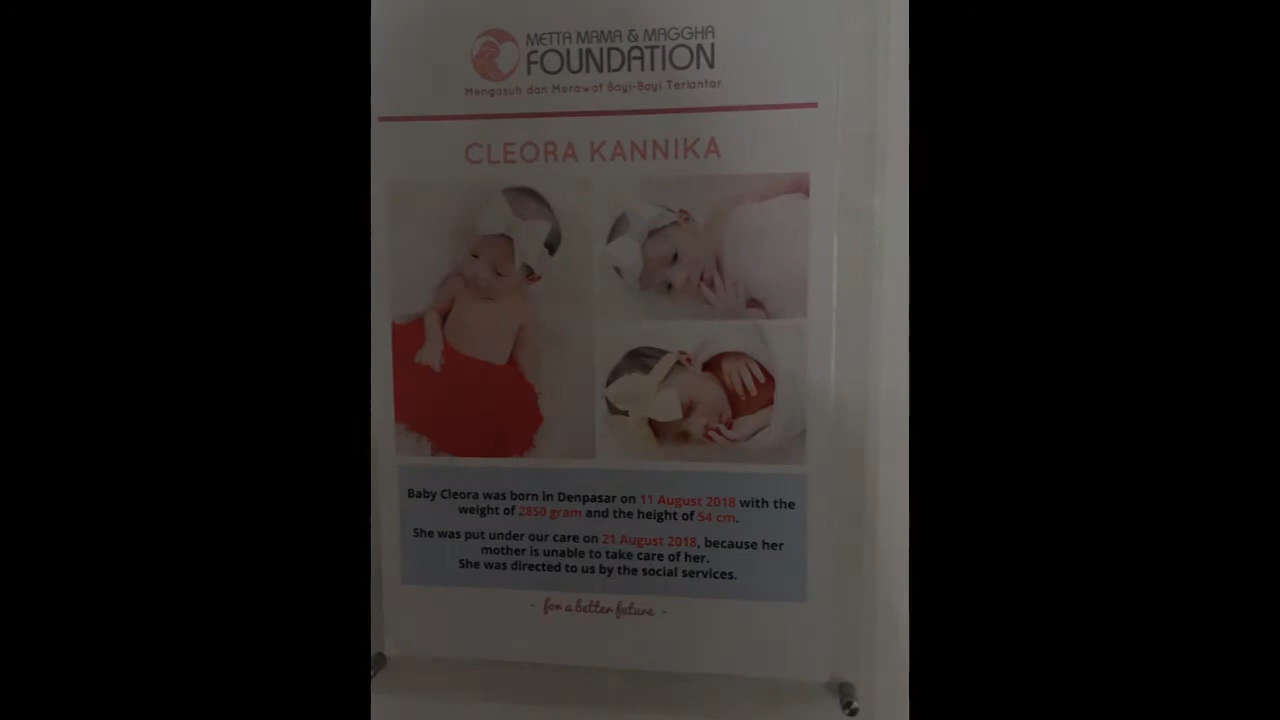 METTA MAMA & MAGGHA
FOUNDATION
Mengasuh dan Merawat Bayi-Bayi Terlantar
CLEORA KANNIKA
Baby Cleora was born in Denpasar on 11 August 2018 with the
weight of 2850 gram and the height of 54 cm.
She was put under our care on 21 August 2018, because her
mother is unable to take care of her.
She was directed to us by the social services.
- for a better future -